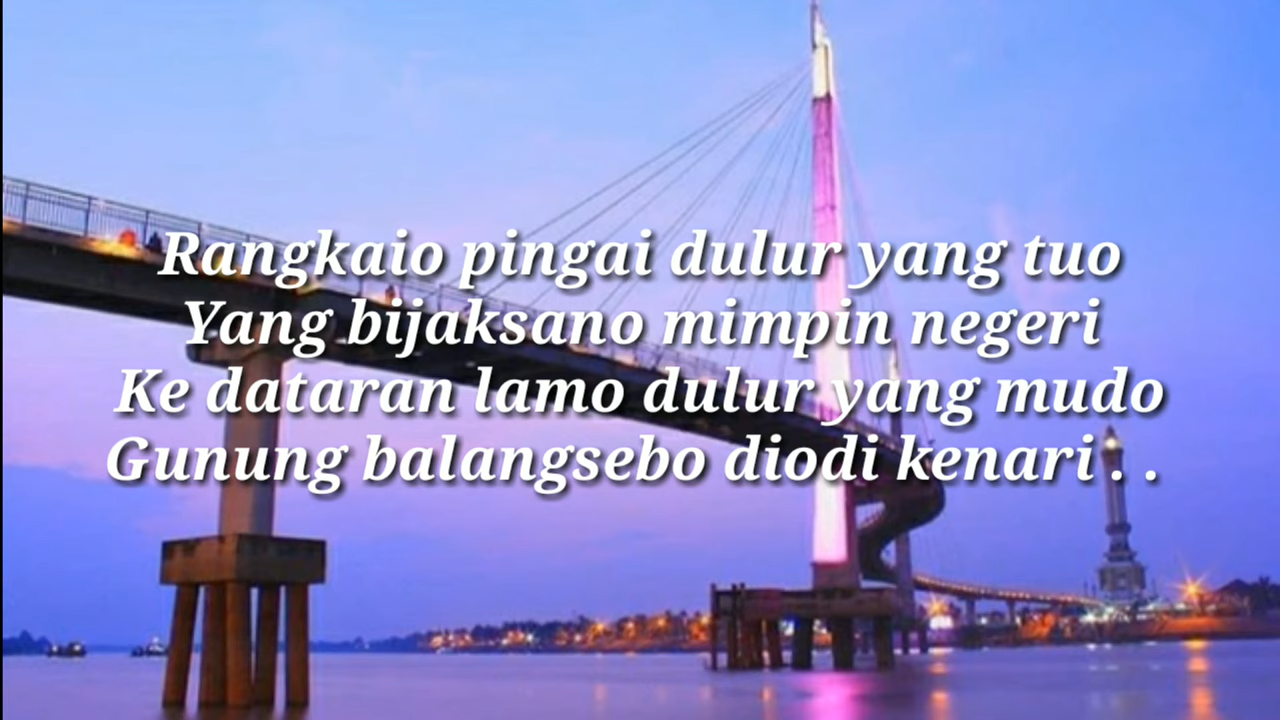 Rangkaio pingai dulur yang tuo
Yang bijaksano mimpin negeri
Ke dataran lamo dulur yang mudo
Gunung balangsebo diodi kenari . .